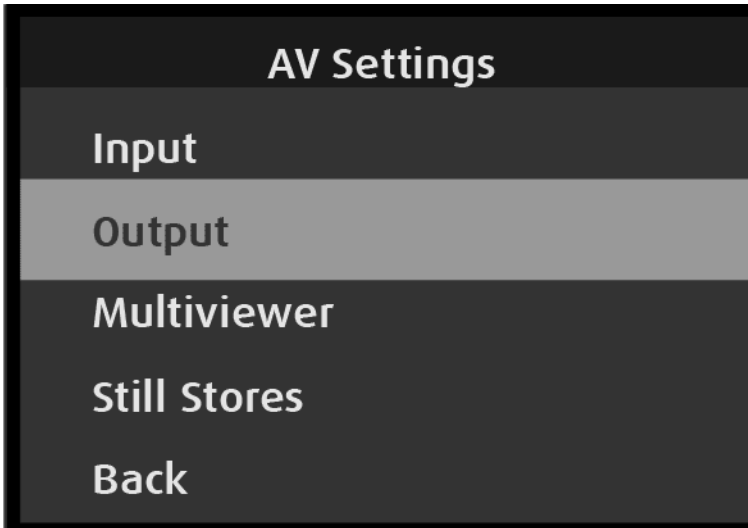 AV Settings
Input
Output
Multiviewer
Still Stores
Back